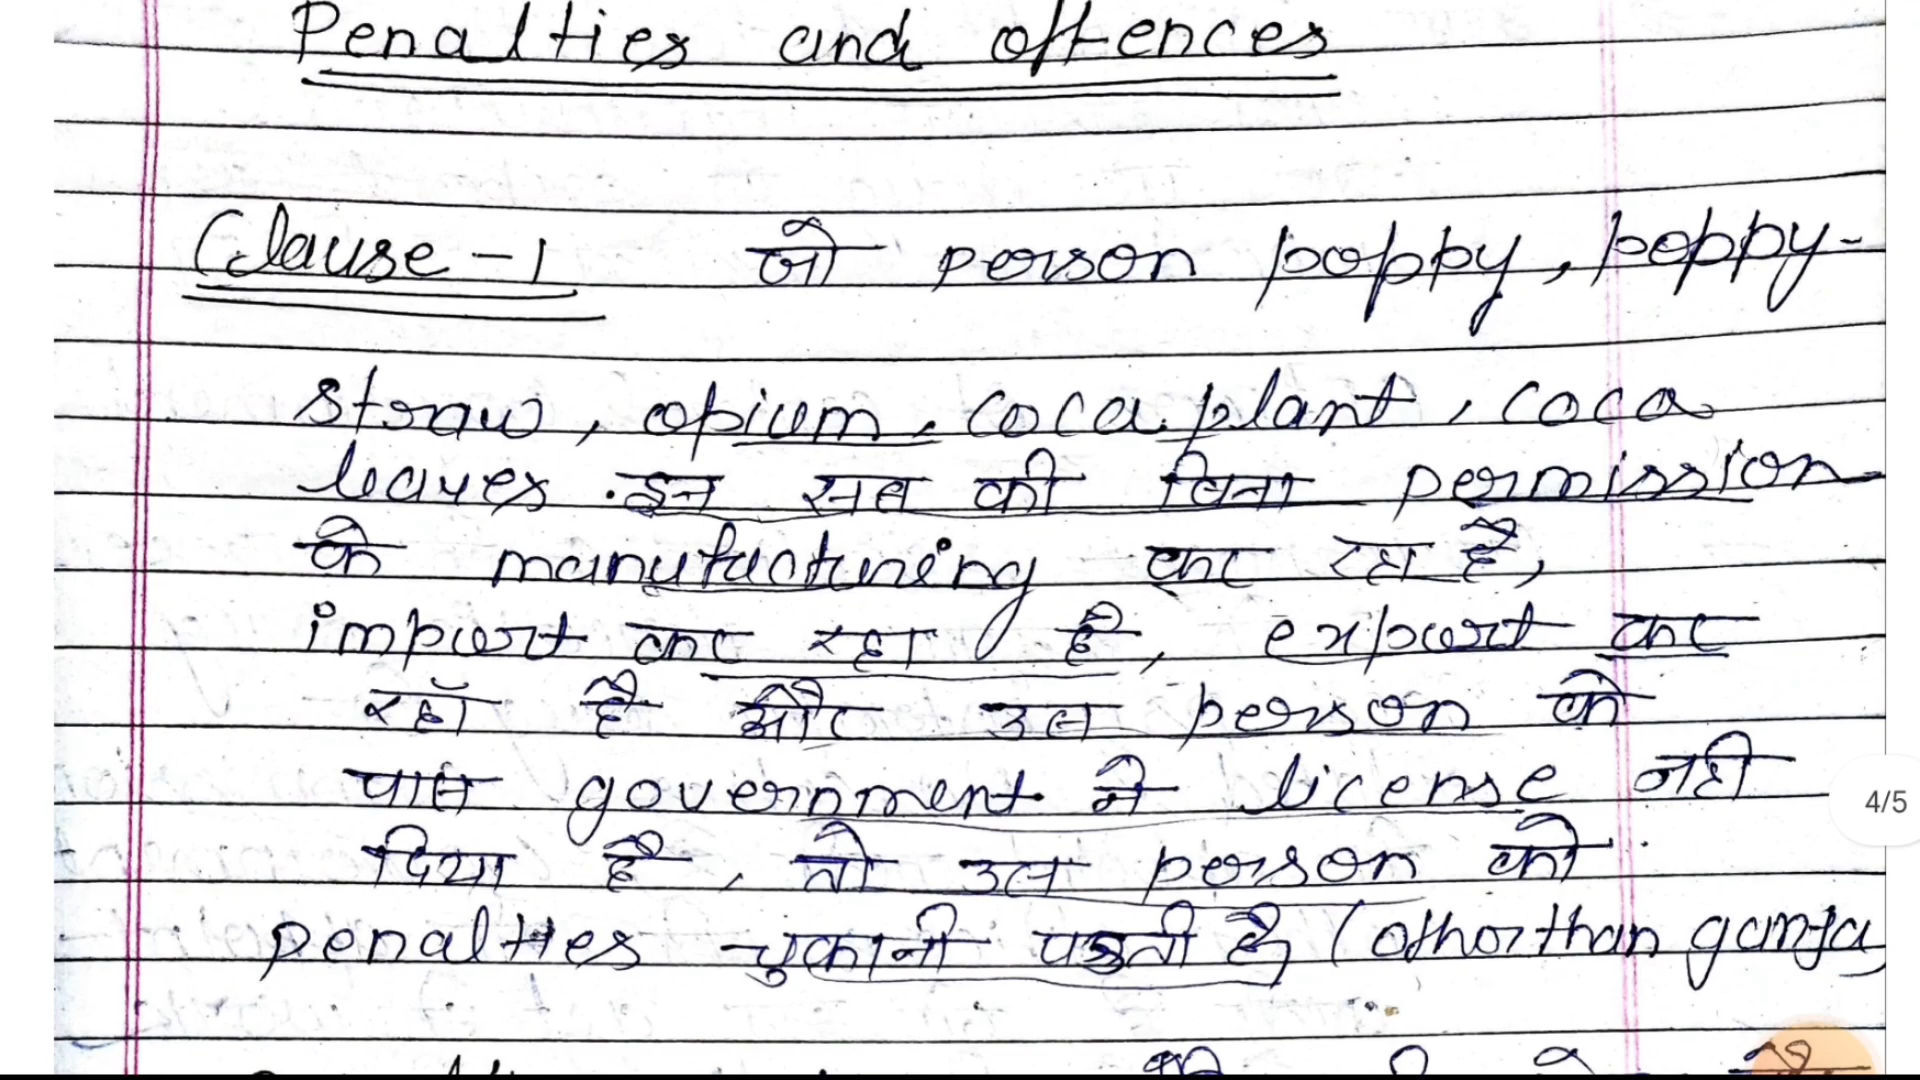 Penalties and offences
Clause-1 जो person poppy, poppy-
straw, opium, coca plant, coca
leaves इन सब की बिना permission
के manufacturing कर रहा है,
import कर रहा है, export कर
रहाँ है और उस person के
पास government ने license नही
दिया है, तो उस person को
penalties चुकानी पड़ती है (other than ganja)
4/5